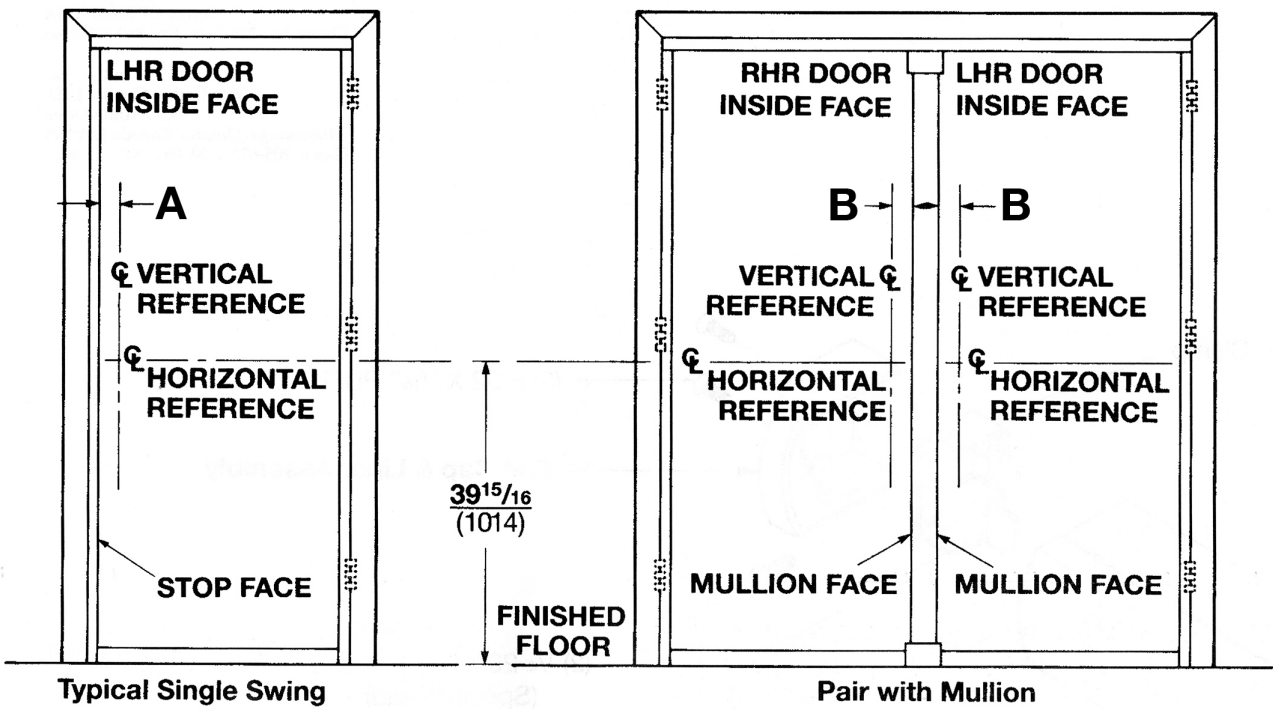 LHR DOOR
INSIDE FACE
A
℄ VERTICAL
REFERENCE
℄
HORIZONTAL
REFERENCE
STOP FACE
Typical Single Swing
39 15/16
(1014)
FINISHED
FLOOR
RHR DOOR
INSIDE FACE
LHR DOOR
INSIDE FACE
B
B
VERTICAL ℄
REFERENCE
℄ VERTICAL
REFERENCE
℄
HORIZONTAL
REFERENCE
℄
HORIZONTAL
REFERENCE
MULLION FACE
MULLION FACE
Pair with Mullion